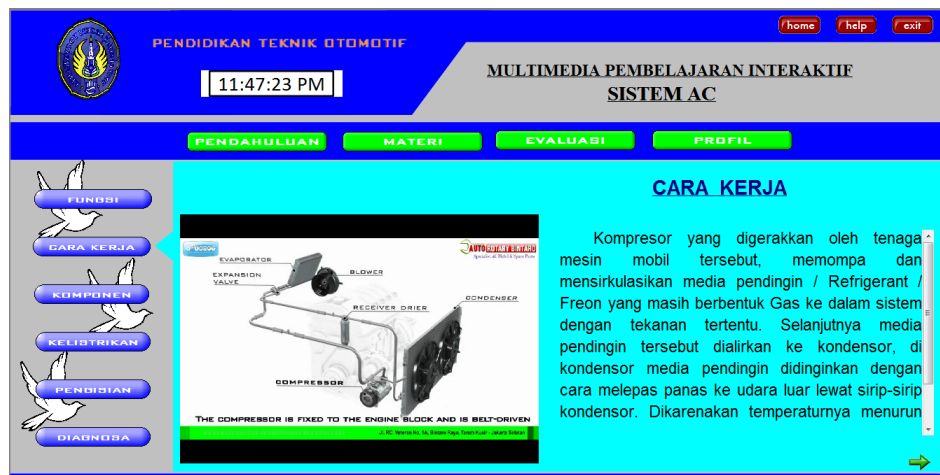 home help exit
PENDIDIKAN TEKNIK OTOMOTIF
11:47:23 PM
MULTIMEDIA PEMBELAJARAN INTERAKTIF
SISTEM AC
PENDAHULUAN MATERI EVALUASI PROFIL
FUNGSI
CARA KERJA
KOMPONEN
KELISTRIKAN
PENGISIAN
DIAGNOSA
AUTO ROTARY BINTARO
EVAPORATOR
EXPANSION
VALVE
BLOWER
RECEIVER DRIER
CONDENSER
COMPRESSOR
THE COMPRESSOR IS FIXED TO THE ENGINE BLOCK AND IS BELT-DRIVEN
CARA KERJA
Kompresor yang digerakkan oleh tenaga
mesin mobil tersebut, memompa dan
mensirkulasikan media pendingin / Refrigerant /
Freon yang masih berbentuk Gas ke dalam sistem
dengan tekanan tertentu. Selanjutnya media
pendingin tersebut dialirkan ke kondensor, di
kondensor media pendingin didinginkan dengan
cara melepas panas ke udara luar lewat sirip-sirip
kondensor. Dikarenakan temperaturnya menurun